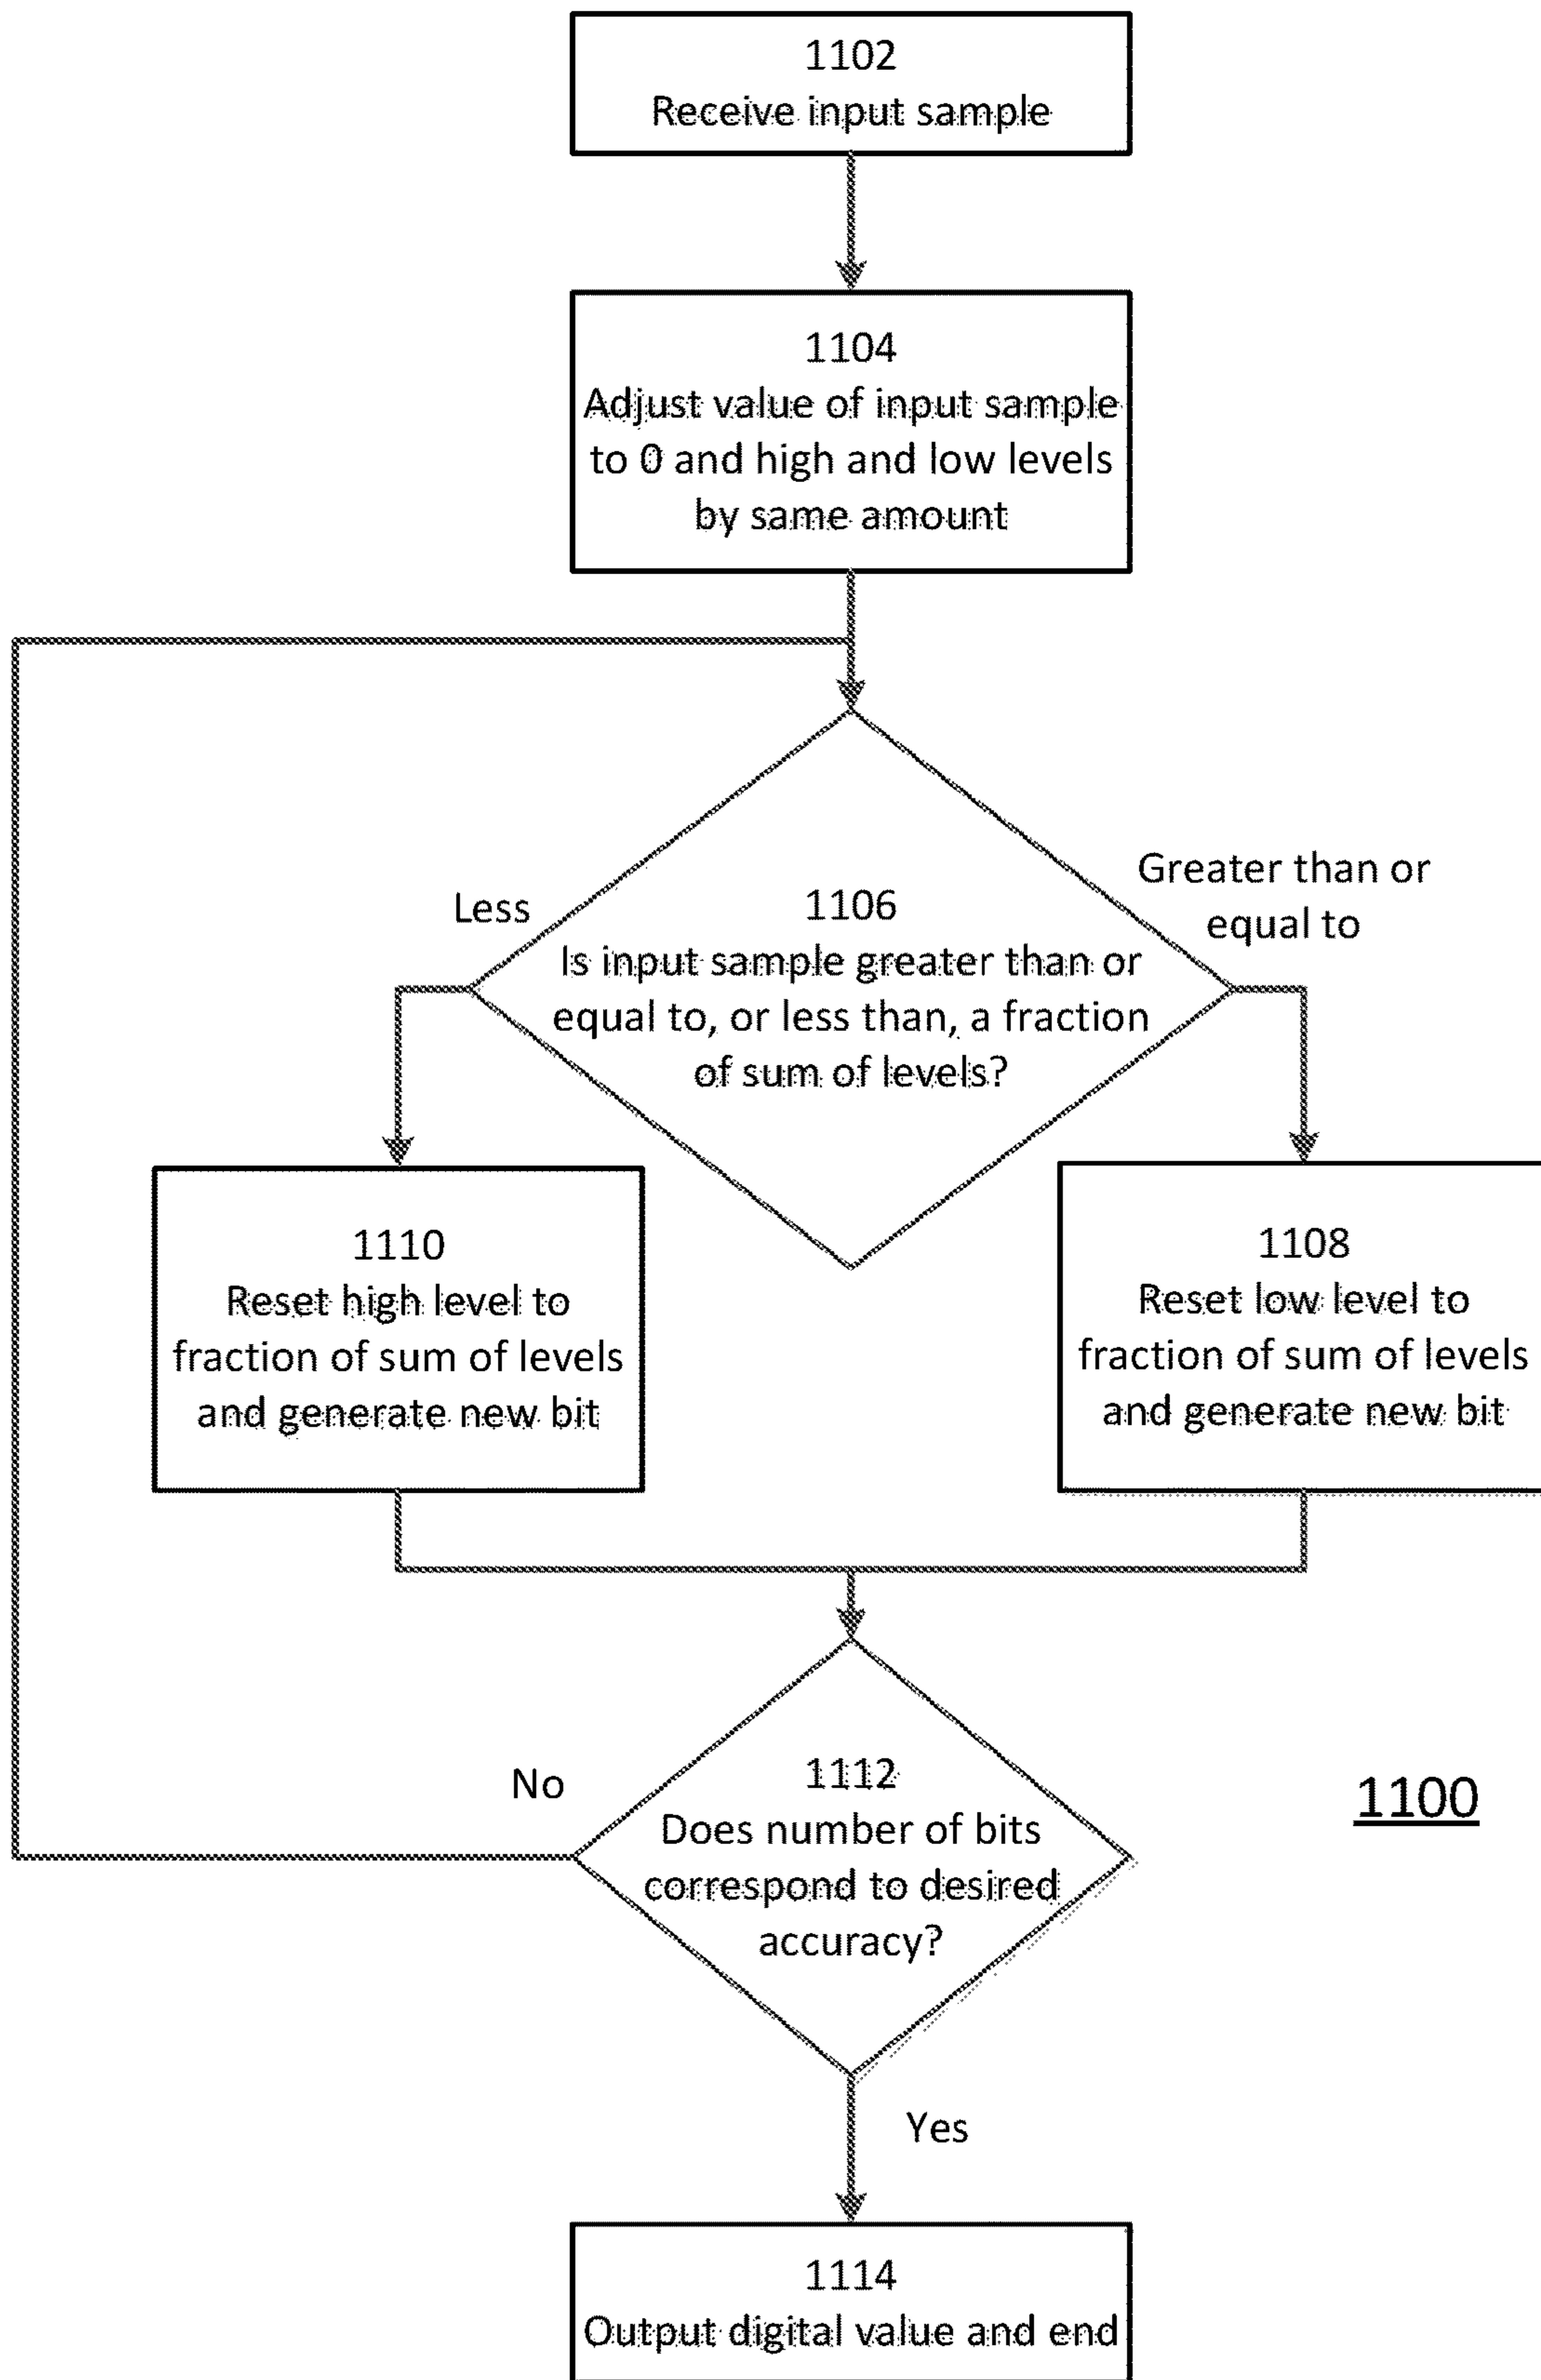 1102
Receive input sample
1104
Adjust value of input sample
to 0 and high and low levels
by same amount
Less
Greater than or
equal to
1106
Is input sample greater than or
equal to, or less than, a fraction
of sum of levels?
1110
Reset high level to
fraction of sum of levels
and generate new bit
1108
Reset low level to
fraction of sum of levels
and generate new bit
No
1112
Does number of bits
correspond to desired
accuracy?
1100
Yes
1114
Output digital value and end